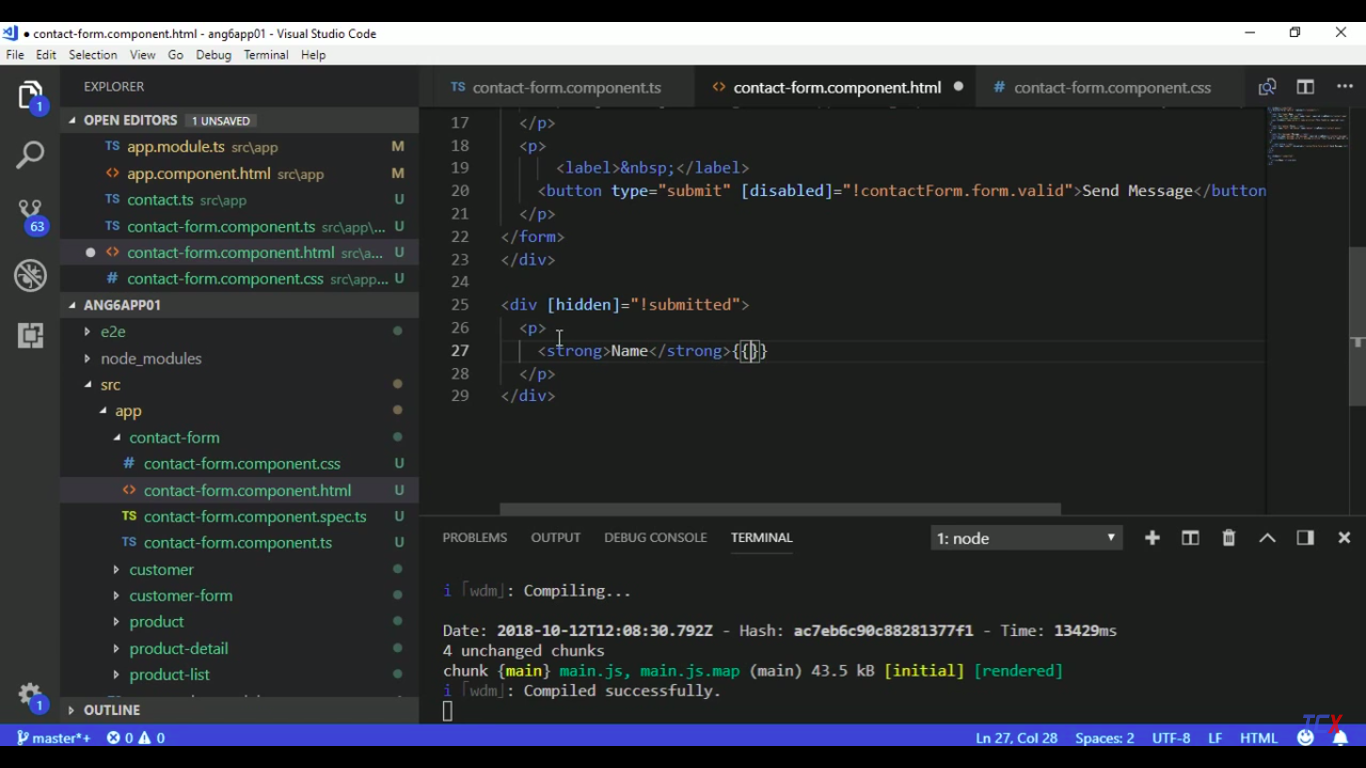 ● contact-form.component.html - ang6app01 - Visual Studio Code
File Edit Selection View Go Debug Terminal Help
1
EXPLORER
OPEN EDITORS 1 UNSAVED
TS app.module.ts src\app M
<> app.component.html src\app M
TS contact.ts src\app U
63
TS contact-form.component.ts src\app\... U
● <> contact-form.component.html src\a... U
# contact-form.component.css src\app... U
ANG6APP01
e2e
node_modules
src
app
contact-form
# contact-form.component.css U
<> contact-form.component.html U
TS contact-form.component.spec.ts U
TS contact-form.component.ts U
customer
customer-form
product
product-detail
product-list
OUTLINE
1
TS contact-form.component.ts <> contact-form.component.html ● # contact-form.component.css
17 </p>
18 <p>
19 <label>&nbsp;</label>
20 <button type="submit" [disabled]="!contactForm.form.valid">Send Message</button
21 </p>
22 </form>
23 </div>
24
25 <div [hidden]="!submitted">
26 <p>
27 <strong>Name</strong>{{}}
28 </p>
29 </div>
PROBLEMS OUTPUT DEBUG CONSOLE TERMINAL 1: node
i ｢wdm｣: Compiling...
Date: 2018-10-12T12:08:30.792Z - Hash: ac7eb6c90c88281377f1 - Time: 13429ms
4 unchanged chunks
chunk {main} main.js, main.js.map (main) 43.5 kB [initial] [rendered]
i ｢wdm｣: Compiled successfully.
TCX
master*+ 0 0 Ln 27, Col 28 Spaces: 2 UTF-8 LF HTML